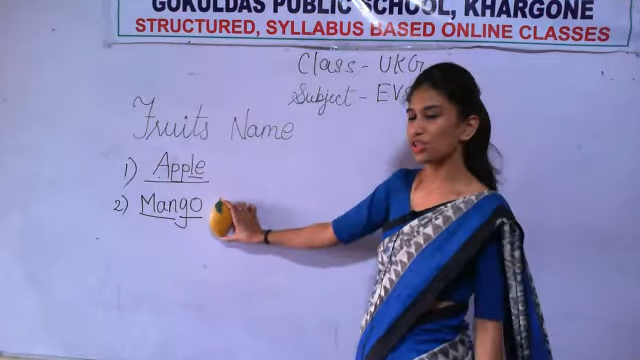 GOKULDAS PUBLIC SCHOOL, KHARGONE
STRUCTURED, SYLLABUS BASED ONLINE CLASSES
Class - UKG
Subject - EVS
Fruits Name
1) Apple
2) Mango